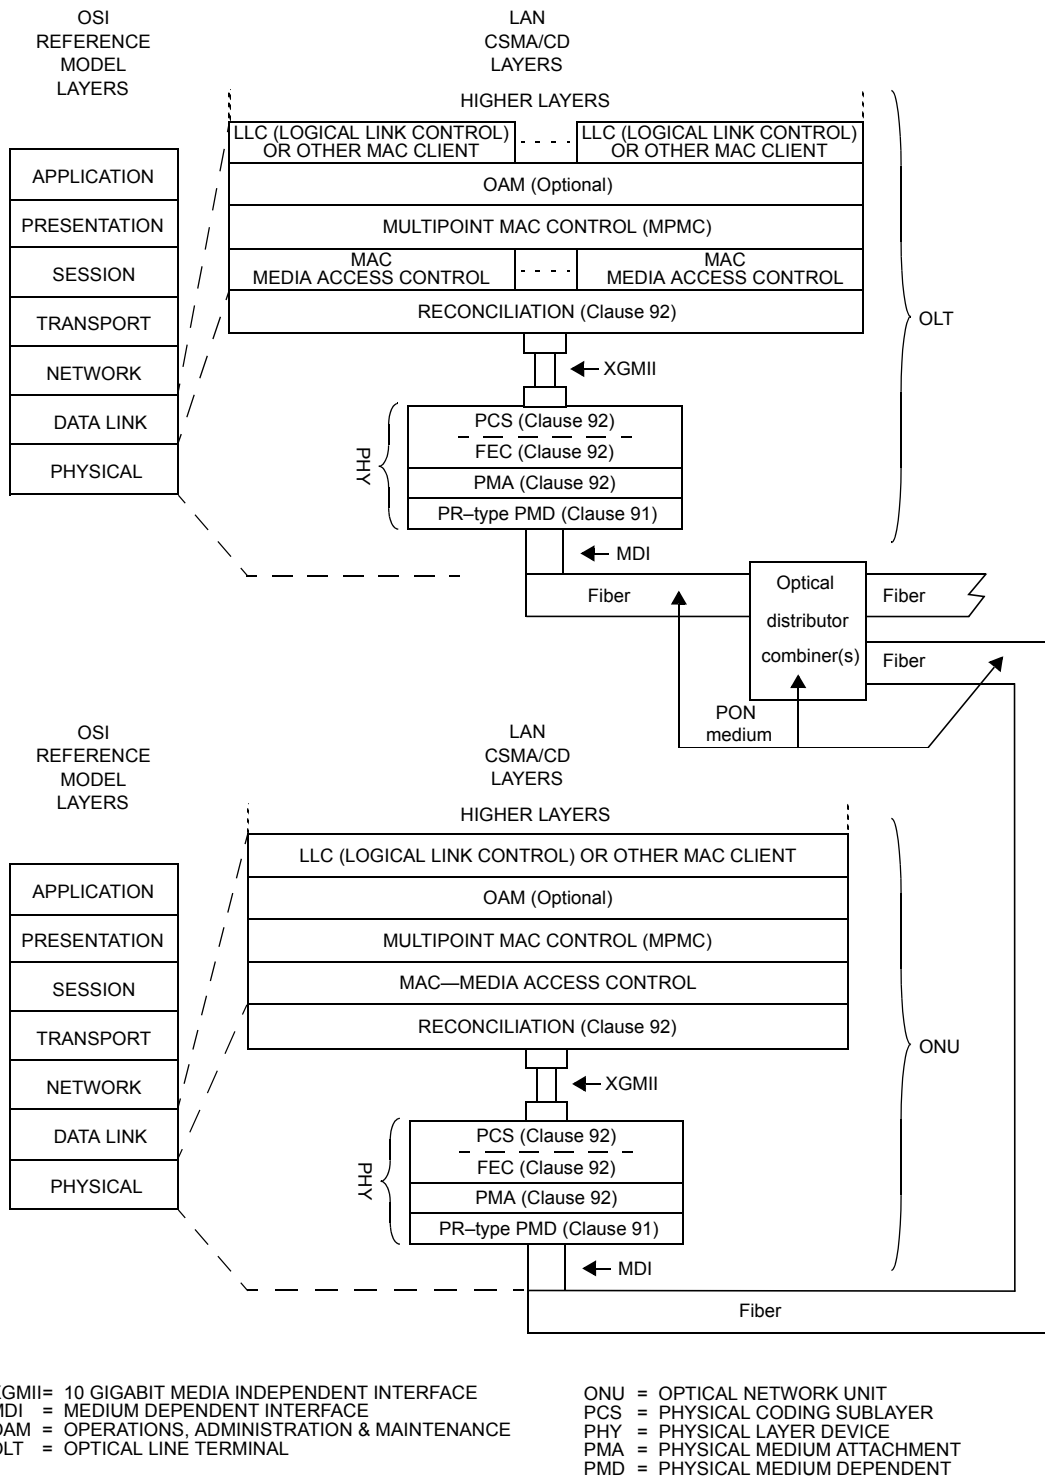 OSI
REFERENCE
MODEL
LAYERS
LAN
CSMA/CD
LAYERS
HIGHER LAYERS
LLC (LOGICAL LINK CONTROL)
OR OTHER MAC CLIENT
LLC (LOGICAL LINK CONTROL)
OR OTHER MAC CLIENT
OAM (Optional)
MULTIPOINT MAC CONTROL (MPMC)
MAC
MEDIA ACCESS CONTROL
MAC
MEDIA ACCESS CONTROL
RECONCILIATION (Clause 92)
APPLICATION
PRESENTATION
SESSION
TRANSPORT
NETWORK
DATA LINK
PHYSICAL
OLT
XGMII
PHY
PCS (Clause 92)
FEC (Clause 92)
PMA (Clause 92)
PR–type PMD (Clause 91)
MDI
Fiber
Optical
distributor
combiner(s)
Fiber
Fiber
PON
medium
OSI
REFERENCE
MODEL
LAYERS
LAN
CSMA/CD
LAYERS
HIGHER LAYERS
LLC (LOGICAL LINK CONTROL) OR OTHER MAC CLIENT
OAM (Optional)
MULTIPOINT MAC CONTROL (MPMC)
MAC—MEDIA ACCESS CONTROL
RECONCILIATION (Clause 92)
APPLICATION
PRESENTATION
SESSION
TRANSPORT
NETWORK
DATA LINK
PHYSICAL
ONU
XGMII
PHY
PCS (Clause 92)
FEC (Clause 92)
PMA (Clause 92)
PR–type PMD (Clause 91)
MDI
Fiber
XGMII= 10 GIGABIT MEDIA INDEPENDENT INTERFACE
MDI = MEDIUM DEPENDENT INTERFACE
OAM = OPERATIONS, ADMINISTRATION & MAINTENANCE
OLT = OPTICAL LINE TERMINAL
ONU = OPTICAL NETWORK UNIT
PCS = PHYSICAL CODING SUBLAYER
PHY = PHYSICAL LAYER DEVICE
PMA = PHYSICAL MEDIUM ATTACHMENT
PMD = PHYSICAL MEDIUM DEPENDENT